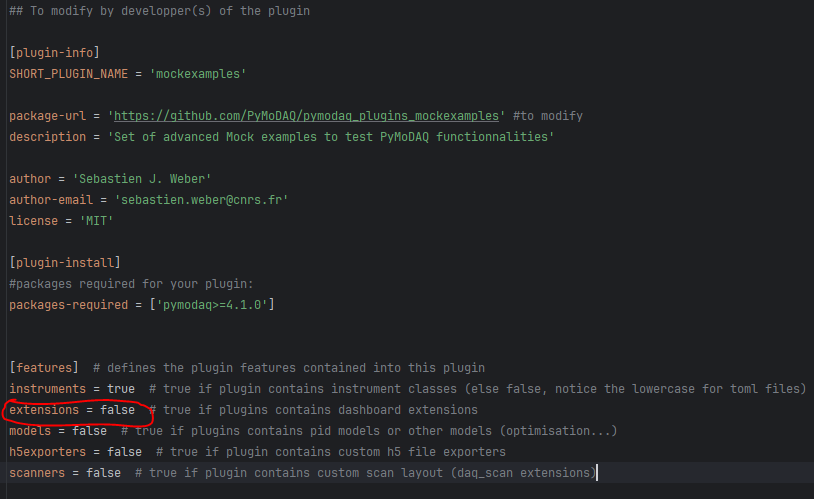 ## To modify by developper(s) of the plugin
[plugin-info]
SHORT_PLUGIN_NAME = 'mockexamples'
package-url = 'https://github.com/PyMoDAQ/pymodaq_plugins_mockexamples' #to modify
description = 'Set of advanced Mock examples to test PyMoDAQ functionnalities'
author = 'Sebastien J. Weber'
author-email = 'sebastien.weber@cnrs.fr'
license = 'MIT'
[plugin-install]
#packages required for your plugin:
packages-required = ['pymodaq>=4.1.0']
[features]  # defines the plugin features contained into this plugin
instruments = true  # true if plugin contains instrument classes (else false, notice the lowercase for toml files)
extensions = false  # true if plugins contains dashboard extensions
models = false  # true if plugins contains pid models or other models (optimisation...)
h5exporters = false  # true if plugin contains custom h5 file exporters
scanners = false  # true if plugin contains custom scan layout (daq_scan extensions)